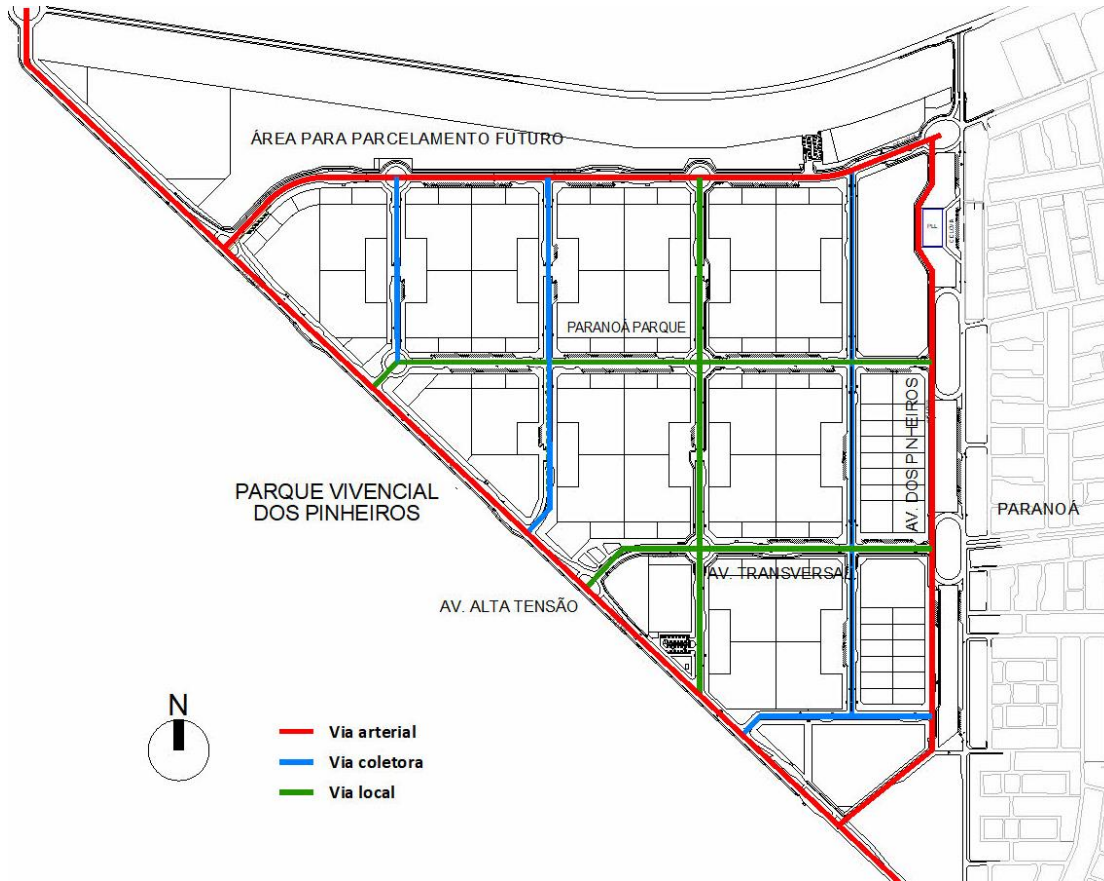 ÁREA PARA PARCELAMENTO FUTURO
PARANOÁ PARQUE
AV. DOS PINHEIROS
PARQUE VIVENCIAL
DOS PINHEIROS
PARANOÁ
AV. TRANSVERSAL
AV. ALTA TENSÃO
N
Via arterial
Via coletora
Via local